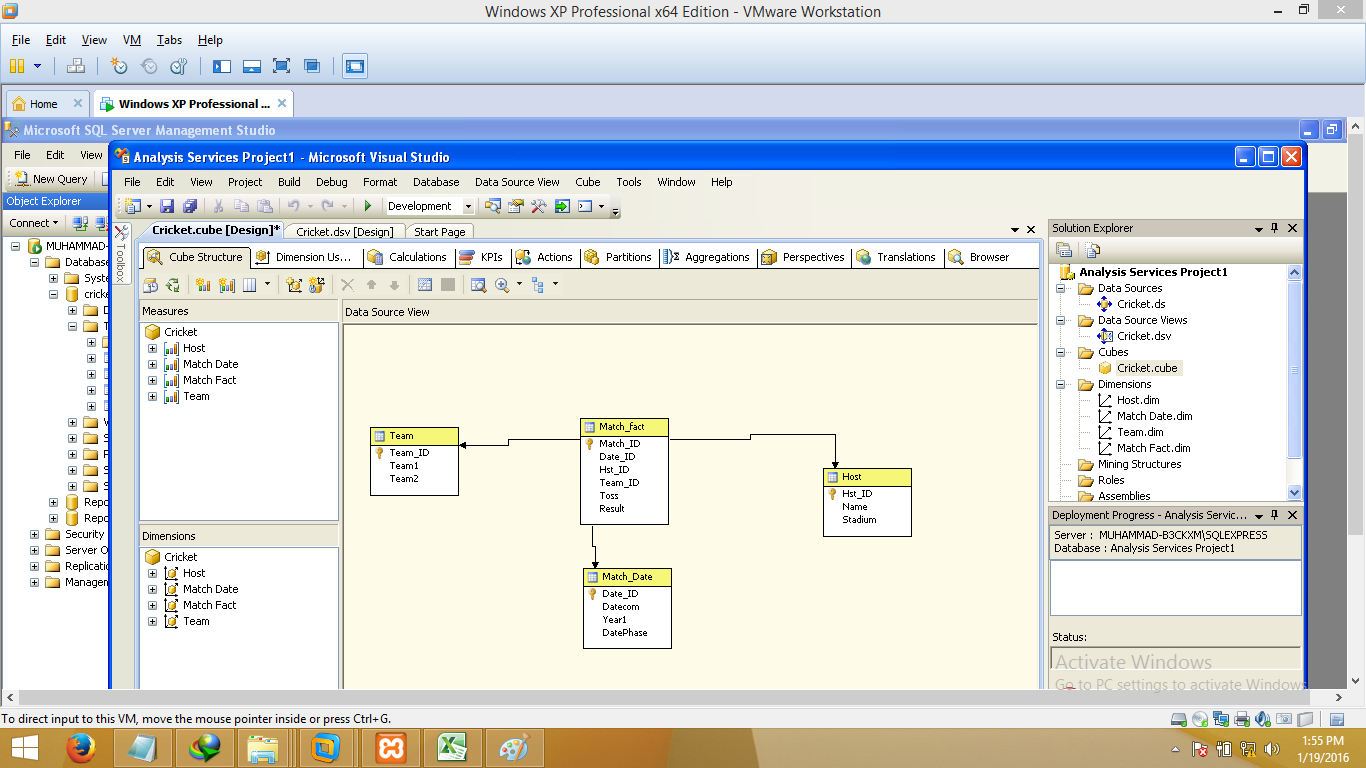 Windows XP Professional x64 Edition - VMware Workstation
File Edit View VM Tabs Help
Home Windows XP Professional ...
Microsoft SQL Server Management Studio
File Edit View
New Query
Object Explorer
Connect
MUHAMMAD-
Database
Syste
cricke
D
T
V
S
P
S
S
Repo
Repo
Security
Server O
Replicatio
Managem
Analysis Services Project1 - Microsoft Visual Studio
File Edit View Project Build Debug Format Database Data Source View Cube Tools Window Help
Development
Toolbox
Cricket.cube [Design]* Cricket.dsv [Design] Start Page
Cube Structure Dimension Us... Calculations KPIs Actions Partitions Aggregations Perspectives Translations Browser
Measures
Cricket
Host
Match Date
Match Fact
Team
Dimensions
Cricket
Host
Match Date
Match Fact
Team
Data Source View
Team
Team_ID
Team1
Team2
Match_fact
Match_ID
Date_ID
Hst_ID
Team_ID
Toss
Result
Host
Hst_ID
Name
Stadium
Match_Date
Date_ID
Datecom
Year1
DatePhase
Solution Explorer
Analysis Services Project1
Data Sources
Cricket.ds
Data Source Views
Cricket.dsv
Cubes
Cricket.cube
Dimensions
Host.dim
Match Date.dim
Team.dim
Match Fact.dim
Mining Structures
Roles
Assemblies
Deployment Progress - Analysis Servic...
Server : MUHAMMAD-B3CKXM\SQLEXPRESS
Database : Analysis Services Project1
Status:
Activate Windows
Go to PC settings to activate Windows
To direct input to this VM, move the mouse pointer inside or press Ctrl+G.
1:55 PM
1/19/2016